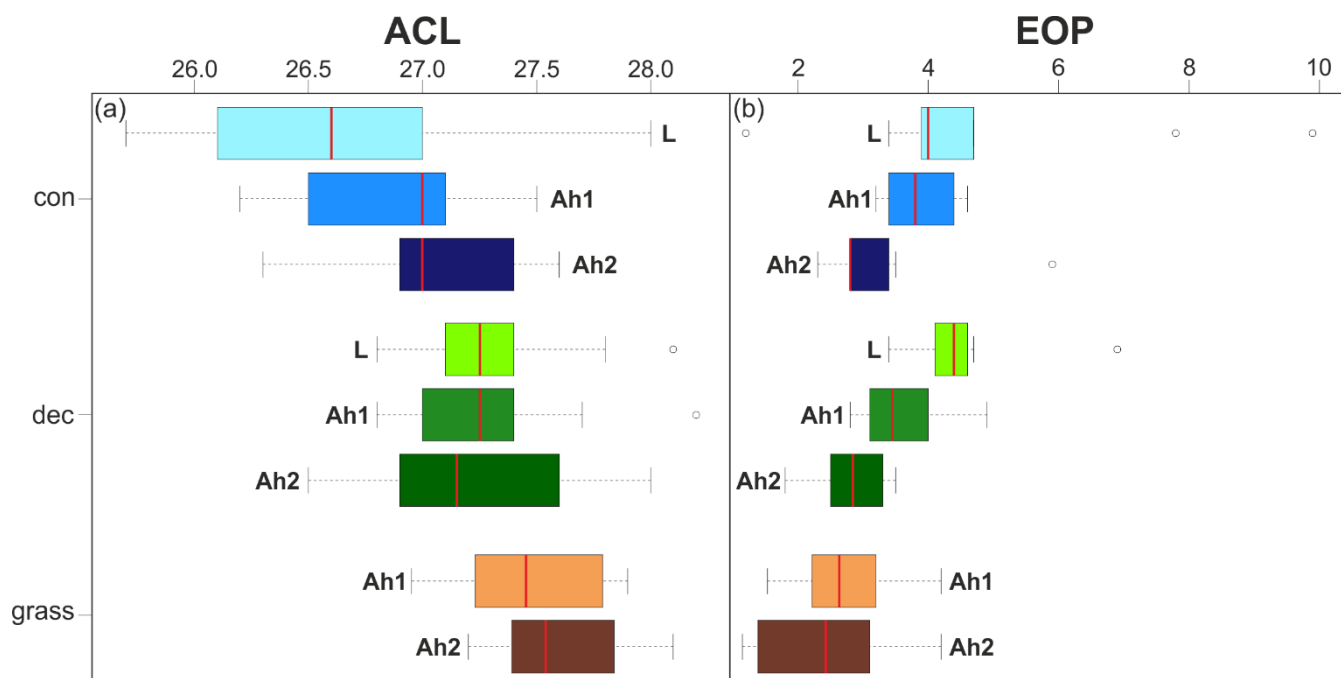 ACL EOP
26.0 26.5 27.0 27.5 28.0 2 4 6 8 10
(a) (b)
L L
con Ah1 Ah1
Ah2 Ah2
L L
dec Ah1 Ah1
Ah2 Ah2
Ah1 Ah1
grass
Ah2 Ah2